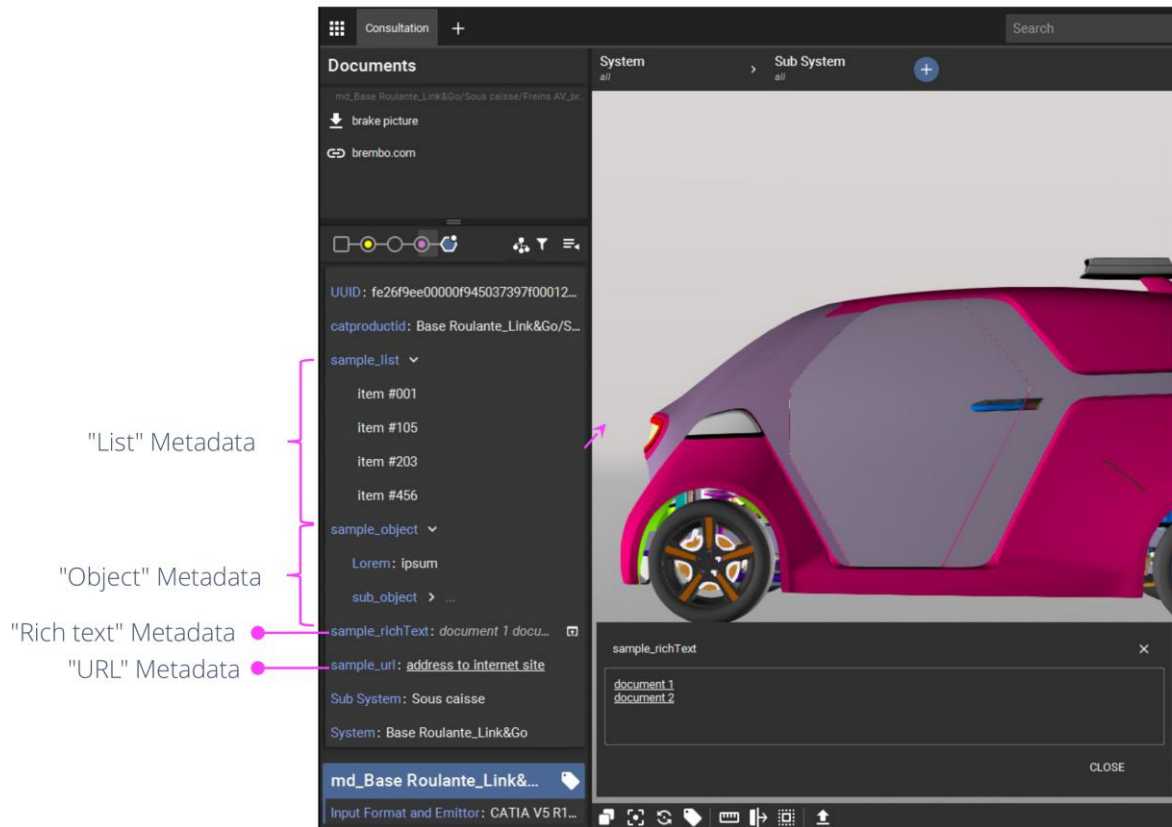 Consultation
Search
Documents
System
all
Sub System
all
md_Base Roulante_Link&Go/Sous caisse/Freins AV_br...
brake picture
brembo.com
UUID : fe26f9ee00000f945037397f00012...
catproductid : Base Roulante_Link&Go/S...
sample_list
item #001
item #105
item #203
item #456
"List" Metadata
sample_object
Lorem : ipsum
sub_object ...
"Object" Metadata
"Rich text" Metadata
sample_richText : document 1 docu...
"URL" Metadata
sample_url : address to internet site
Sub System : Sous caisse
System : Base Roulante_Link&Go
sample_richText
document 1
document 2
CLOSE
md_Base Roulante_Link&...
Input Format and Emittor : CATIA V5 R1...